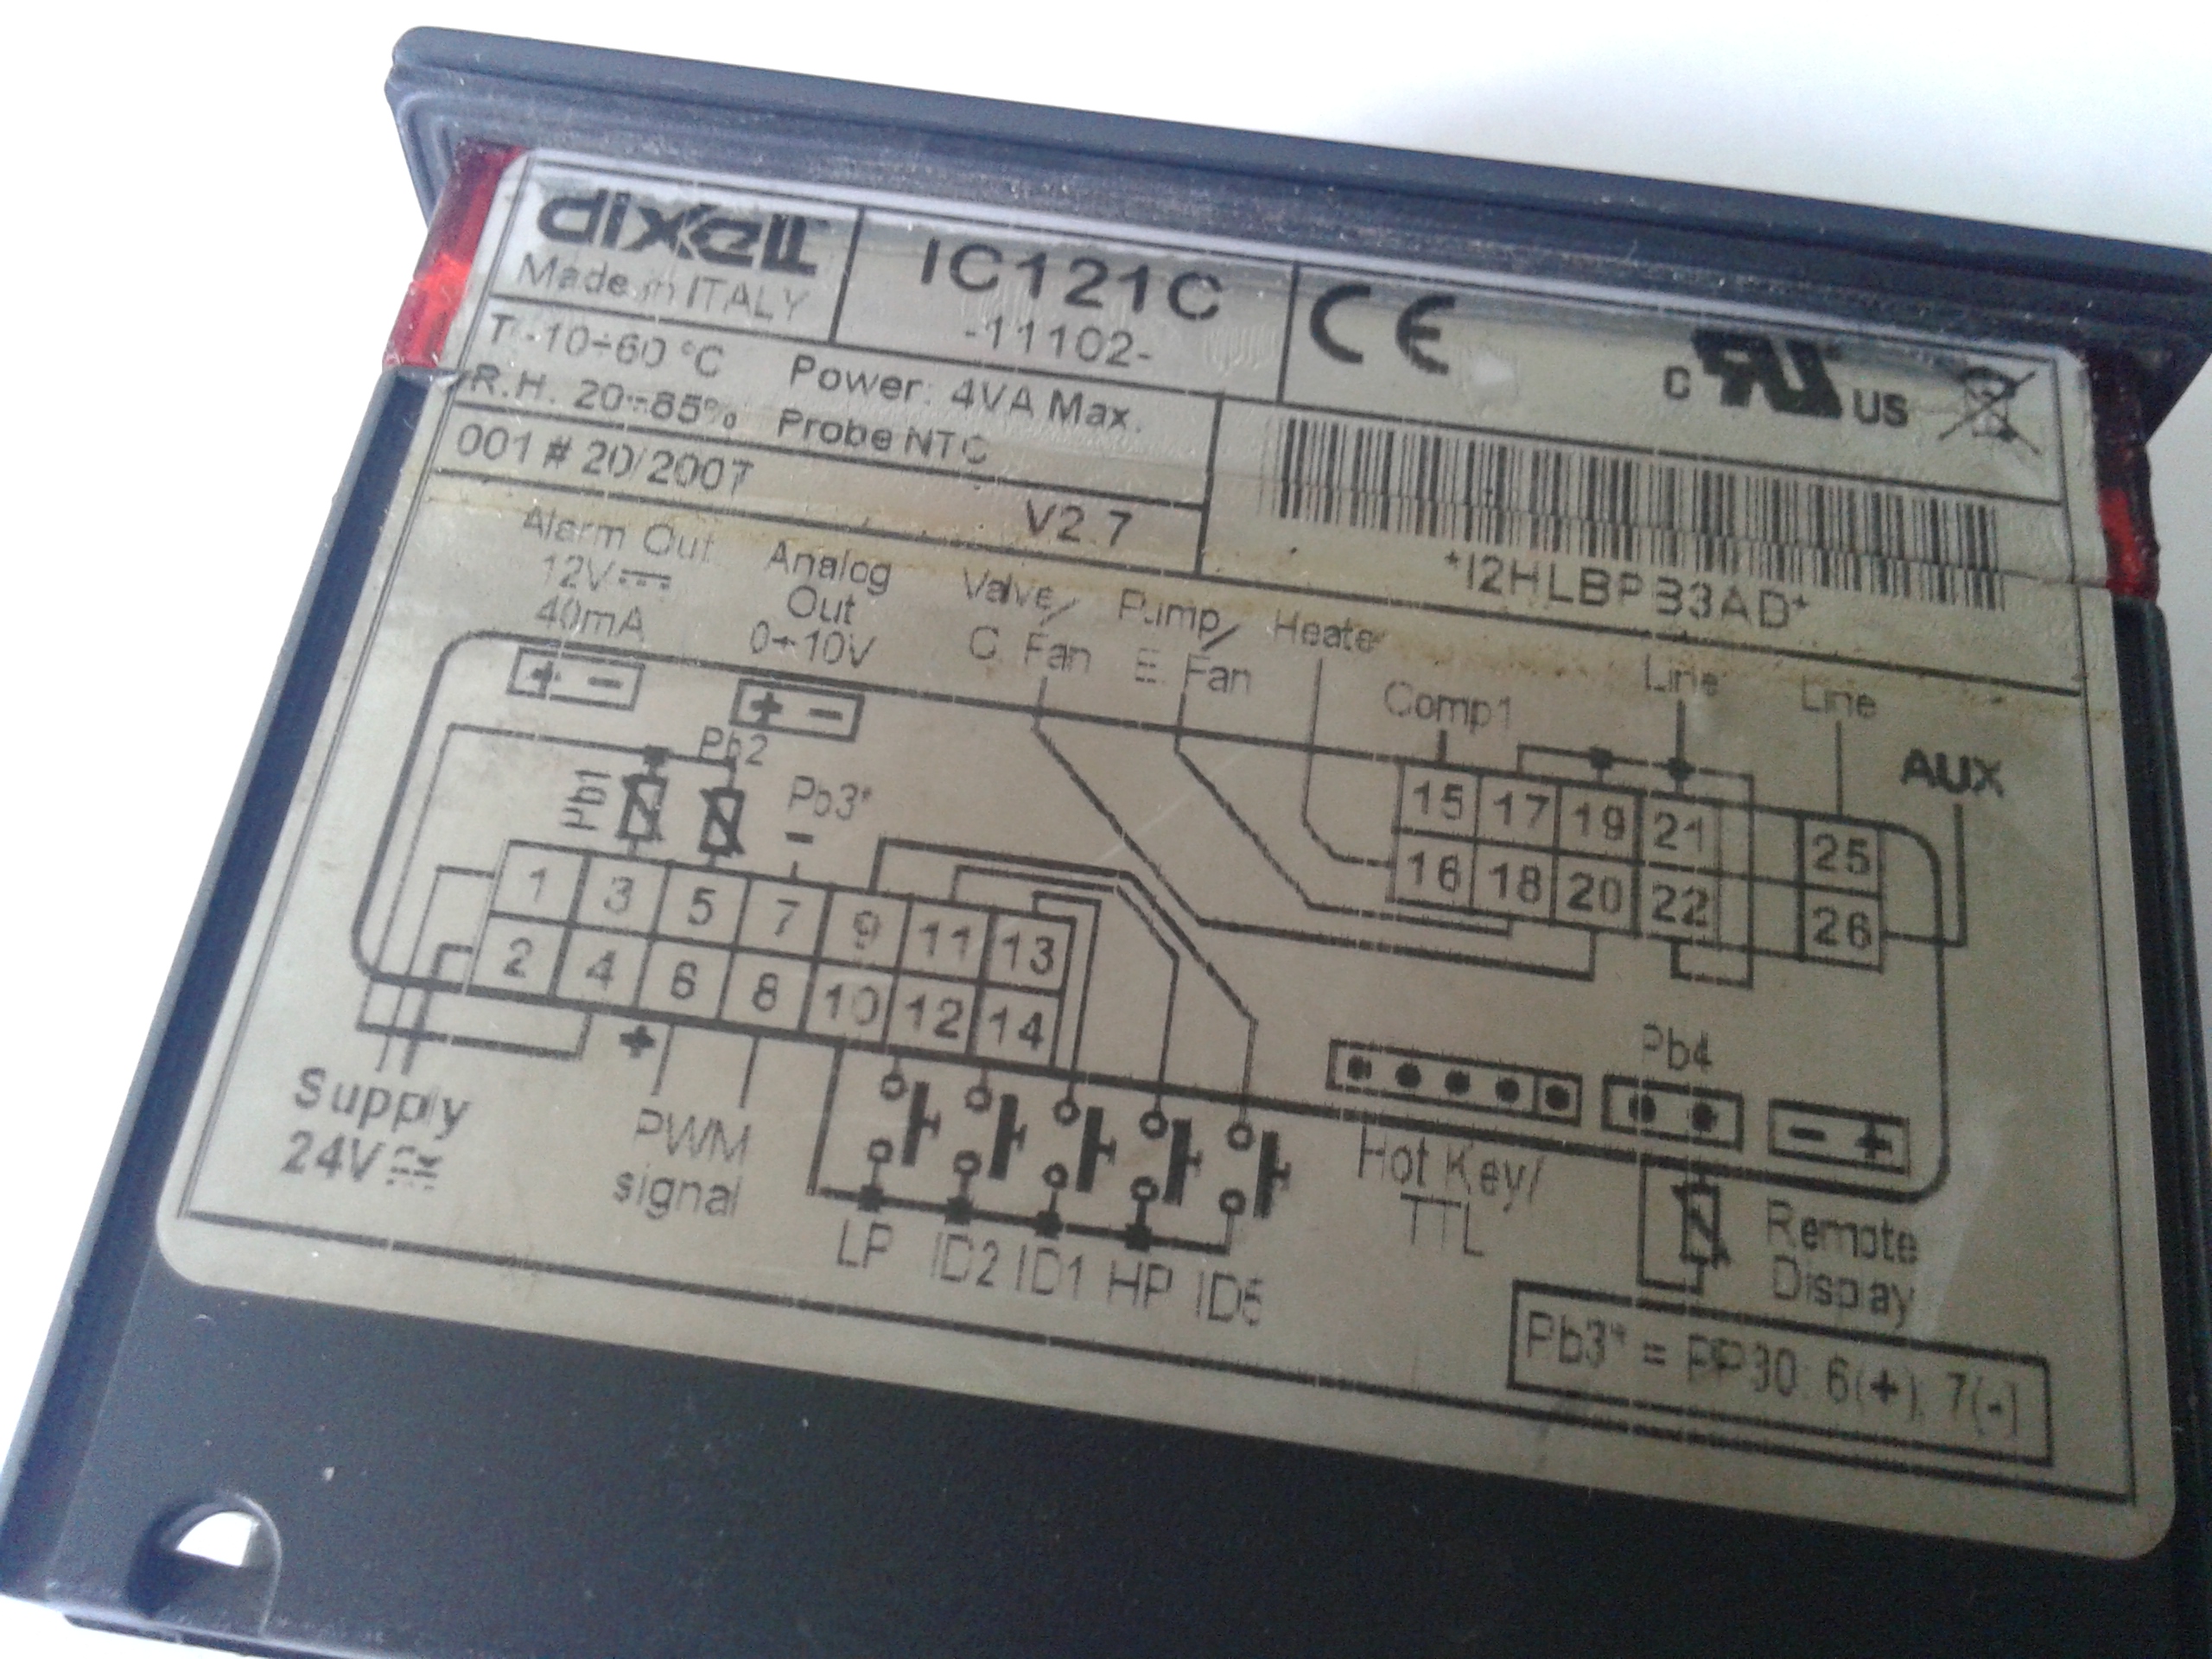 dixell
Made in ITALY
IC121C
-11102-
CE
c RU US
T -10÷60 °C Power: 4VA Max.
R.H. 20÷85% Probe NTC
001 # 20/2007
V2.7
*I2HLBPB3AD*
Alarm Out
12V
40mA
Analog
Out
0÷10V
Valve/
C. Fan
Pump/
E. Fan
Heater
Comp1
Line
Line
AUX
+ -
+ -
Pb1
Pb2
Pb3*
-
15 17 19 21 25
16 18 20 22 26
1 3 5 7 9 11 13
2 4 6 8 10 12 14
Supply
24V
+
PWM
signal
LP ID2 ID1 HP ID5
Hot Key/
TTL
Pb4
- +
Remote
Display
Pb3* = PP30: 6(+), 7(-)